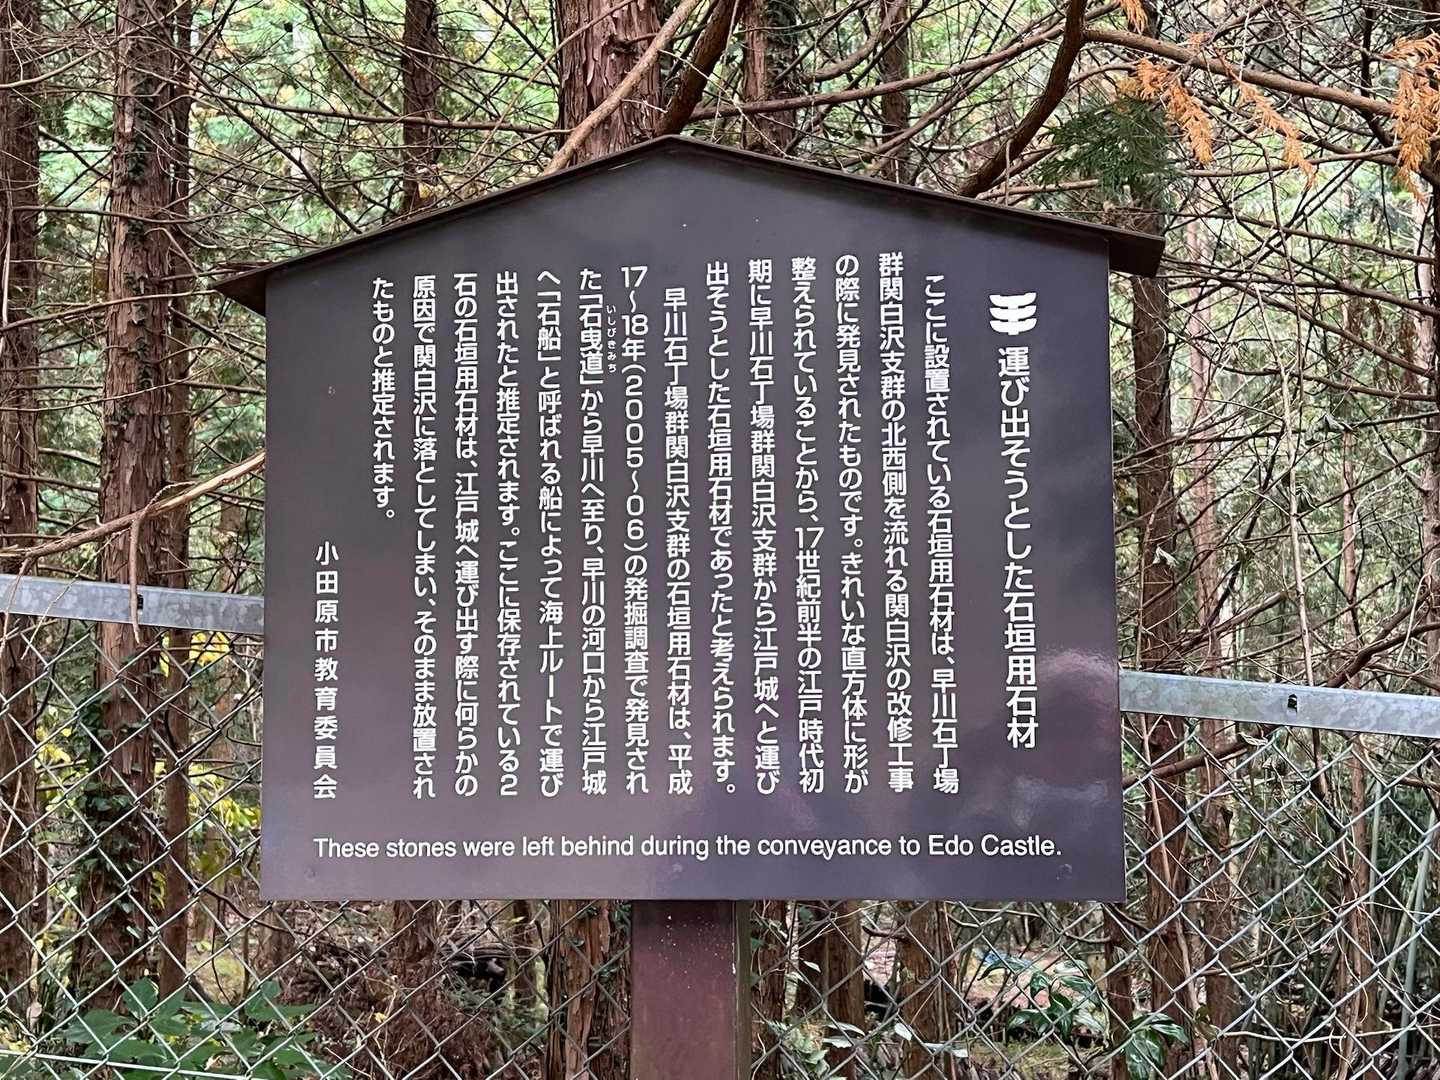 運び出そうとした石垣用石材
ここに設置されている石垣用石材は、早川石丁場
群関白沢支群の北西側を流れる関白沢の改修工事
の際に発見されたものです。きれいな直方体に形が
整えられていることから、17世紀前半の江戸時代初
期に早川石丁場群関白沢支群から江戸城へと運び
出そうとした石垣用石材であったと考えられます。
早川石丁場群関白沢支群の石垣用石材は、平成
17〜18年(2005〜06)の発掘調査で発見され
た「石曳道」から早川へ至り、早川の河口から江戸城
いしびきみち
へ「石船」と呼ばれる船によって海上ルートで運び
出されたと推定されます。ここに保存されている2
石の石垣用石材は、江戸城へ運び出す際に何らかの
原因で関白沢に落としてしまい、そのまま放置され
たものと推定されます。
小田原市教育委員会
These stones were left behind during the conveyance to Edo Castle.